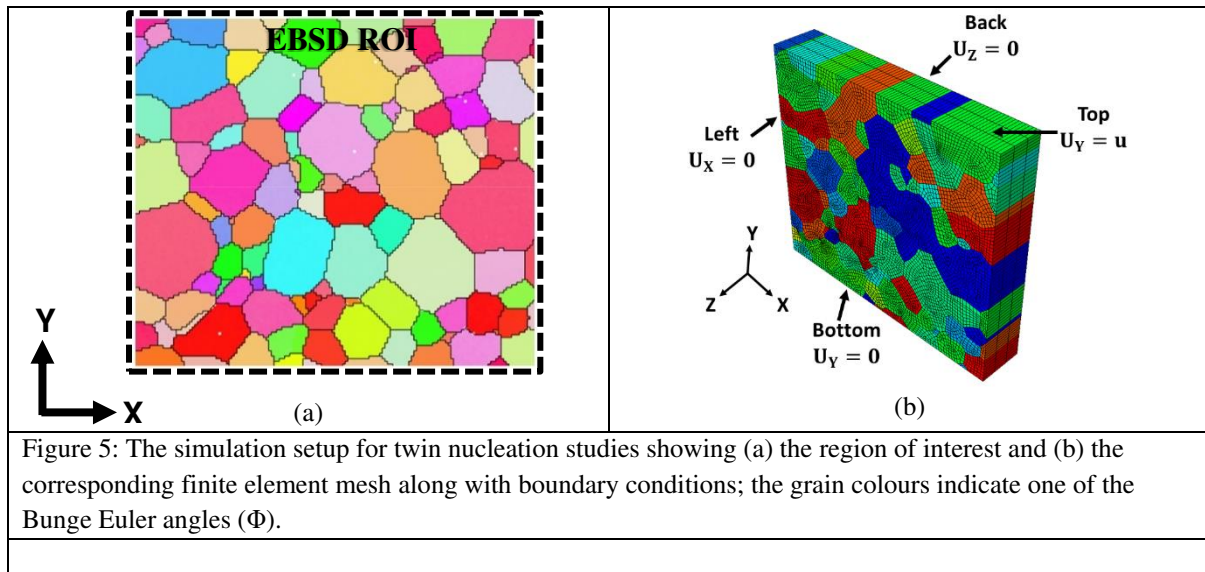 EBSD ROI
Y
X
(a)
Back
U_Z = 0
Top
U_Y = u
Left
U_X = 0
Y
Z
X
Bottom
U_Y = 0
(b)
Figure 5: The simulation setup for twin nucleation studies showing (a) the region of interest and (b) the
corresponding finite element mesh along with boundary conditions; the grain colours indicate one of the
Bunge Euler angles (Φ).